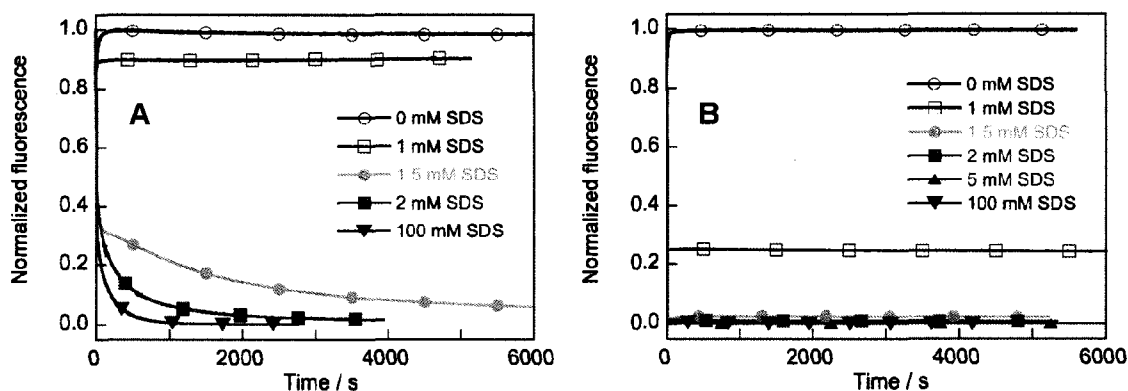 1.0
0.8
0.6
0.4
0.2
0.0
Normalized fluorescence
A
0 mM SDS
1 mM SDS
1 5 mM SDS
2 mM SDS
100 mM SDS
0
2000
4000
6000
Time / s
1.0
0.8
0.6
0.4
0.2
0.0
Normalized fluorescence
B
0 mM SDS
1 mM SDS
1 5 mM SDS
2 mM SDS
5 mM SDS
100 mM SDS
0
2000
4000
6000
Time / s